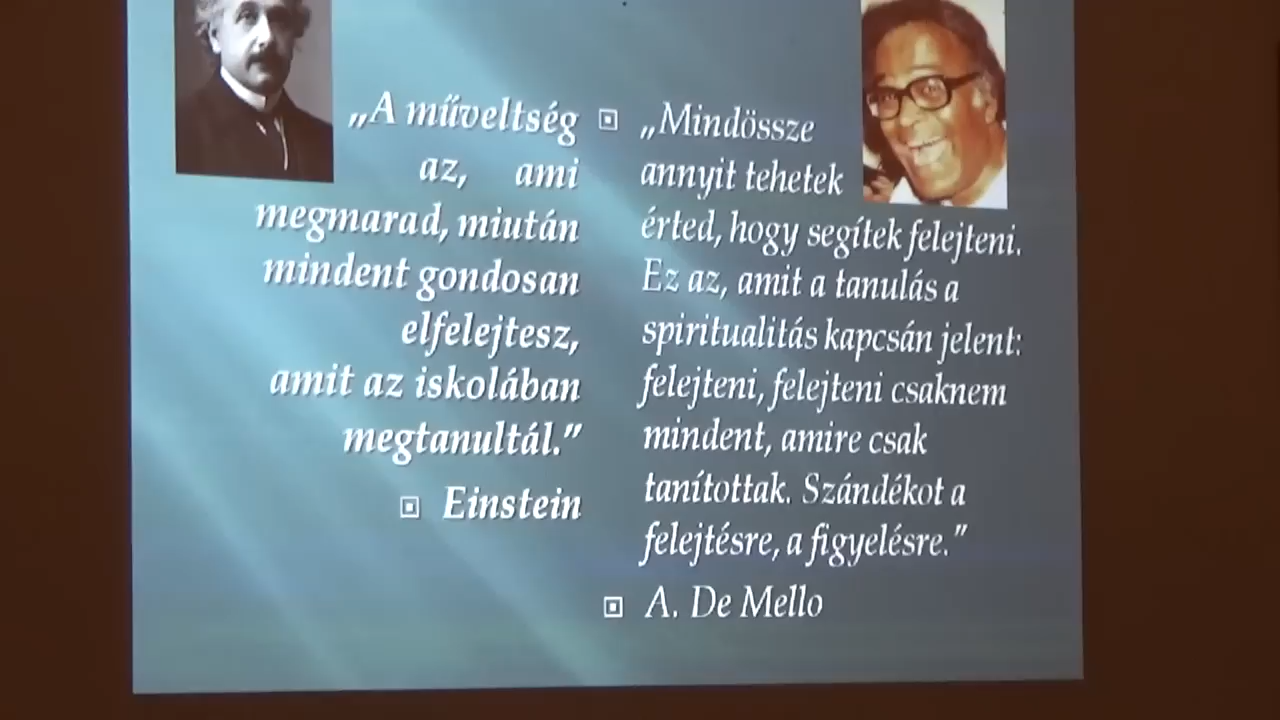 „A műveltség
az, ami
megmarad, miután
mindent gondosan
elfelejtesz,
amit az iskolában
megtanultál.”
Einstein
„Mindössze
annyit tehetek
érted, hogy segítek felejteni.
Ez az, amit a tanulás a
spiritualitás kapcsán jelent:
felejteni, felejteni csaknem
mindent, amire csak
tanítottak. Szándékot a
felejtésre, a figyelésre.”
A. De Mello